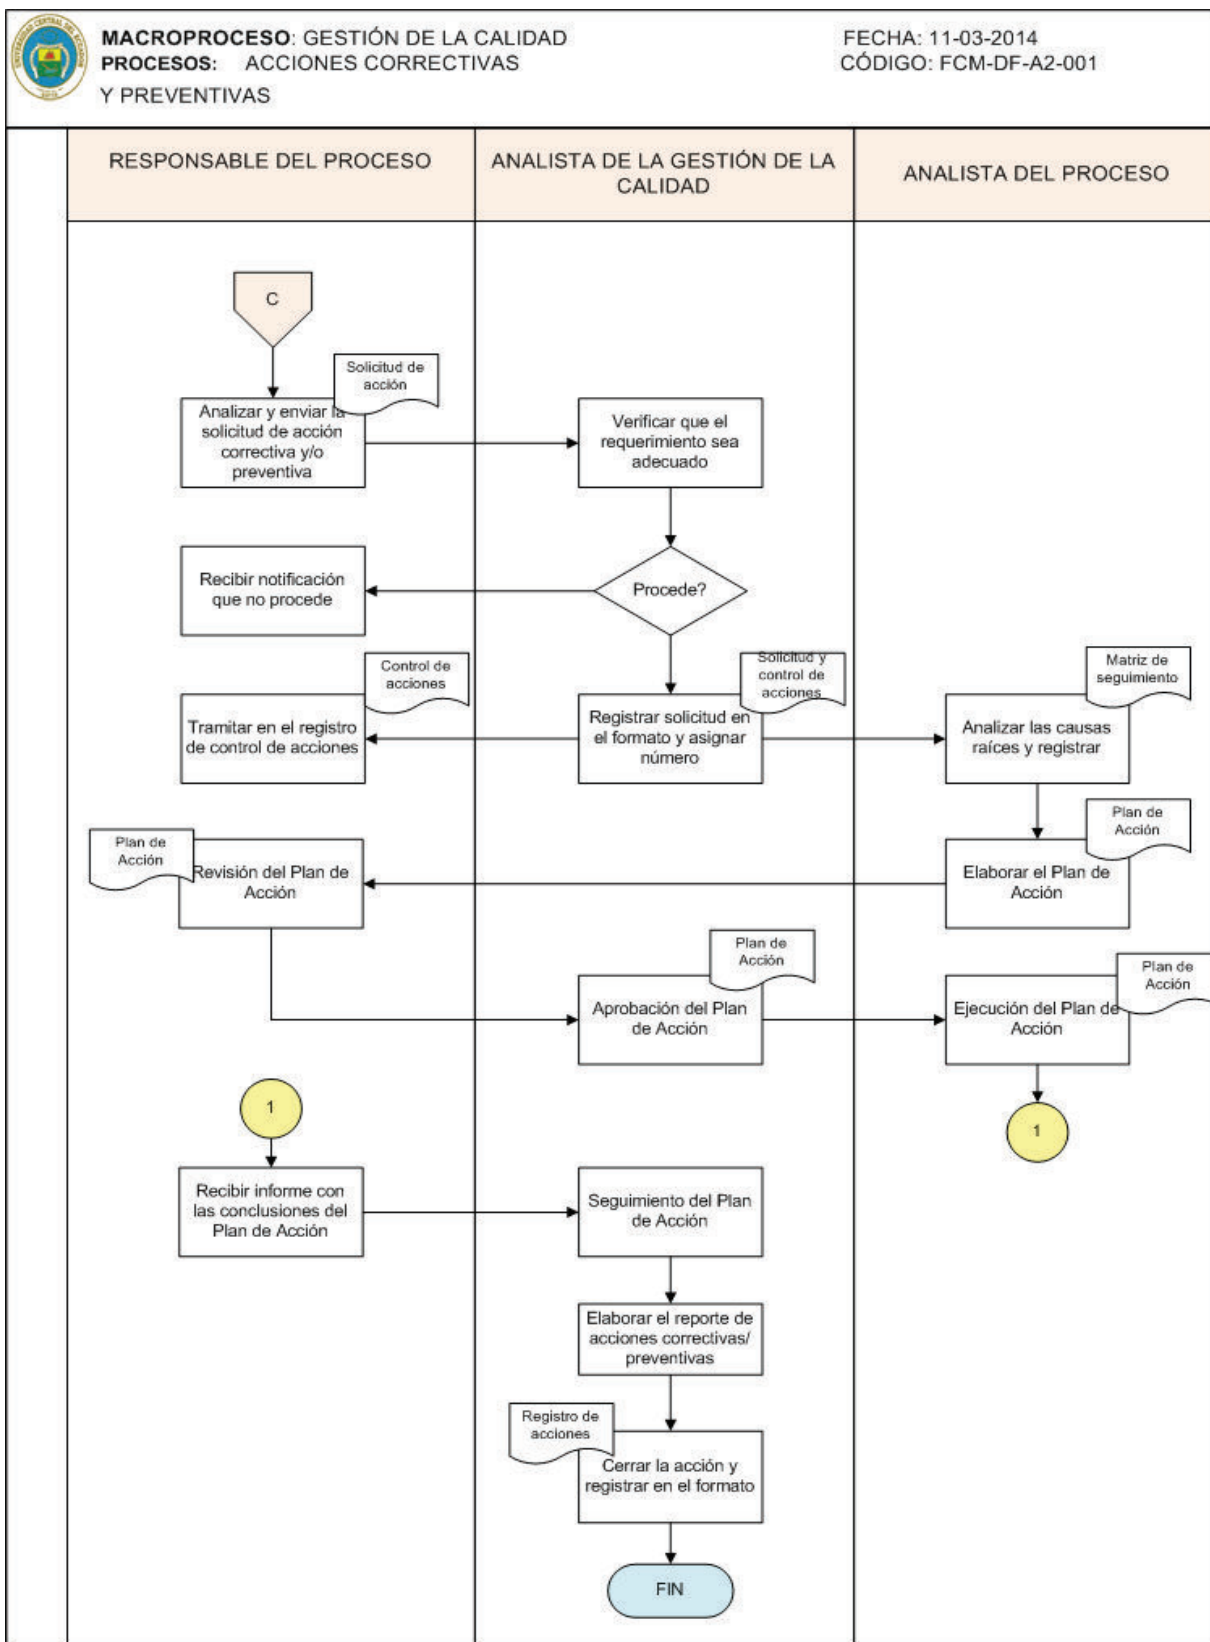 MACROPROCESO: GESTIÓN DE LA CALIDAD
PROCESOS: ACCIONES CORRECTIVAS
Y PREVENTIVAS
FECHA: 11-03-2014
CÓDIGO: FCM-DF-A2-001
RESPONSABLE DEL PROCESO
ANALISTA DE LA GESTIÓN DE LA
CALIDAD
ANALISTA DEL PROCESO
C
Solicitud de
acción
Analizar y enviar la
solicitud de acción
correctiva y/o
preventiva
Verificar que el
requerimiento sea
adecuado
Recibir notificación
que no procede
Procede?
Control de
acciones
Tramitar en el registro
de control de acciones
Solicitud y
control de
acciones
Registrar solicitud en
el formato y asignar
número
Matriz de
seguimiento
Analizar las causas
raíces y registrar
Plan de
Acción
Revisión del Plan de
Acción
Plan de
Acción
Elaborar el Plan de
Acción
Plan de
Acción
Aprobación del Plan
de Acción
Plan de
Acción
Ejecución del Plan de
Acción
1
1
Recibir informe con
las conclusiones del
Plan de Acción
Seguimiento del Plan
de Acción
Elaborar el reporte de
acciones correctivas/
preventivas
Registro de
acciones
Cerrar la acción y
registrar en el formato
FIN